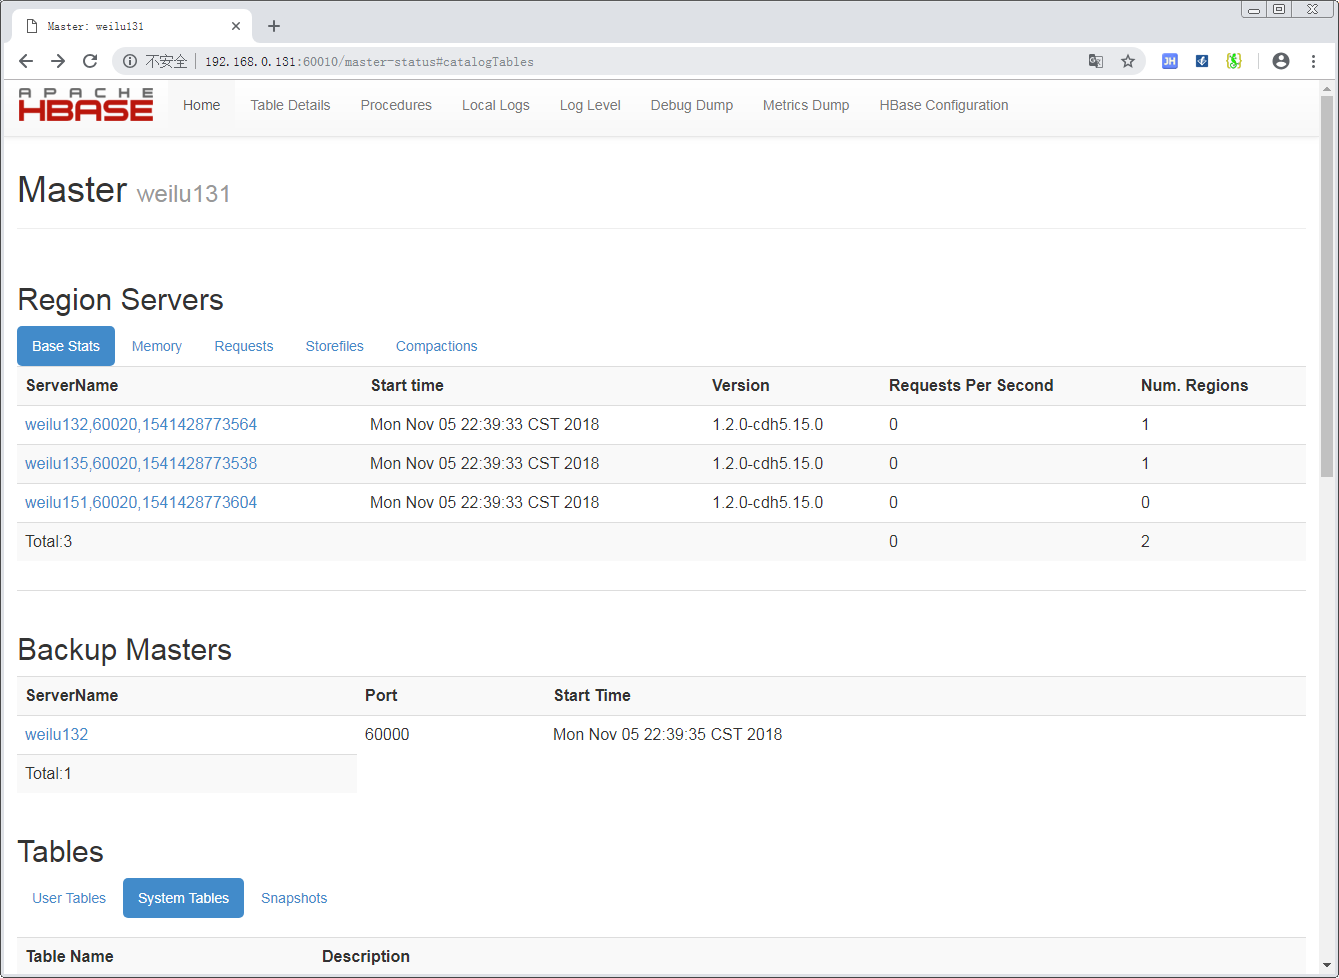 Master: weilu131
不安全 192.168.0.131:60010/master-status#catalogTables
JH
APACHE
HBASE
Home Table Details Procedures Local Logs Log Level Debug Dump Metrics Dump HBase Configuration
Master weilu131
Region Servers
Base Stats Memory Requests Storefiles Compactions
ServerName Start time Version Requests Per Second Num. Regions
weilu132,60020,1541428773564 Mon Nov 05 22:39:33 CST 2018 1.2.0-cdh5.15.0 0 1
weilu135,60020,1541428773538 Mon Nov 05 22:39:33 CST 2018 1.2.0-cdh5.15.0 0 1
weilu151,60020,1541428773604 Mon Nov 05 22:39:33 CST 2018 1.2.0-cdh5.15.0 0 0
Total:3 0 2
Backup Masters
ServerName Port Start Time
weilu132 60000 Mon Nov 05 22:39:35 CST 2018
Total:1
Tables
User Tables System Tables Snapshots
Table Name Description